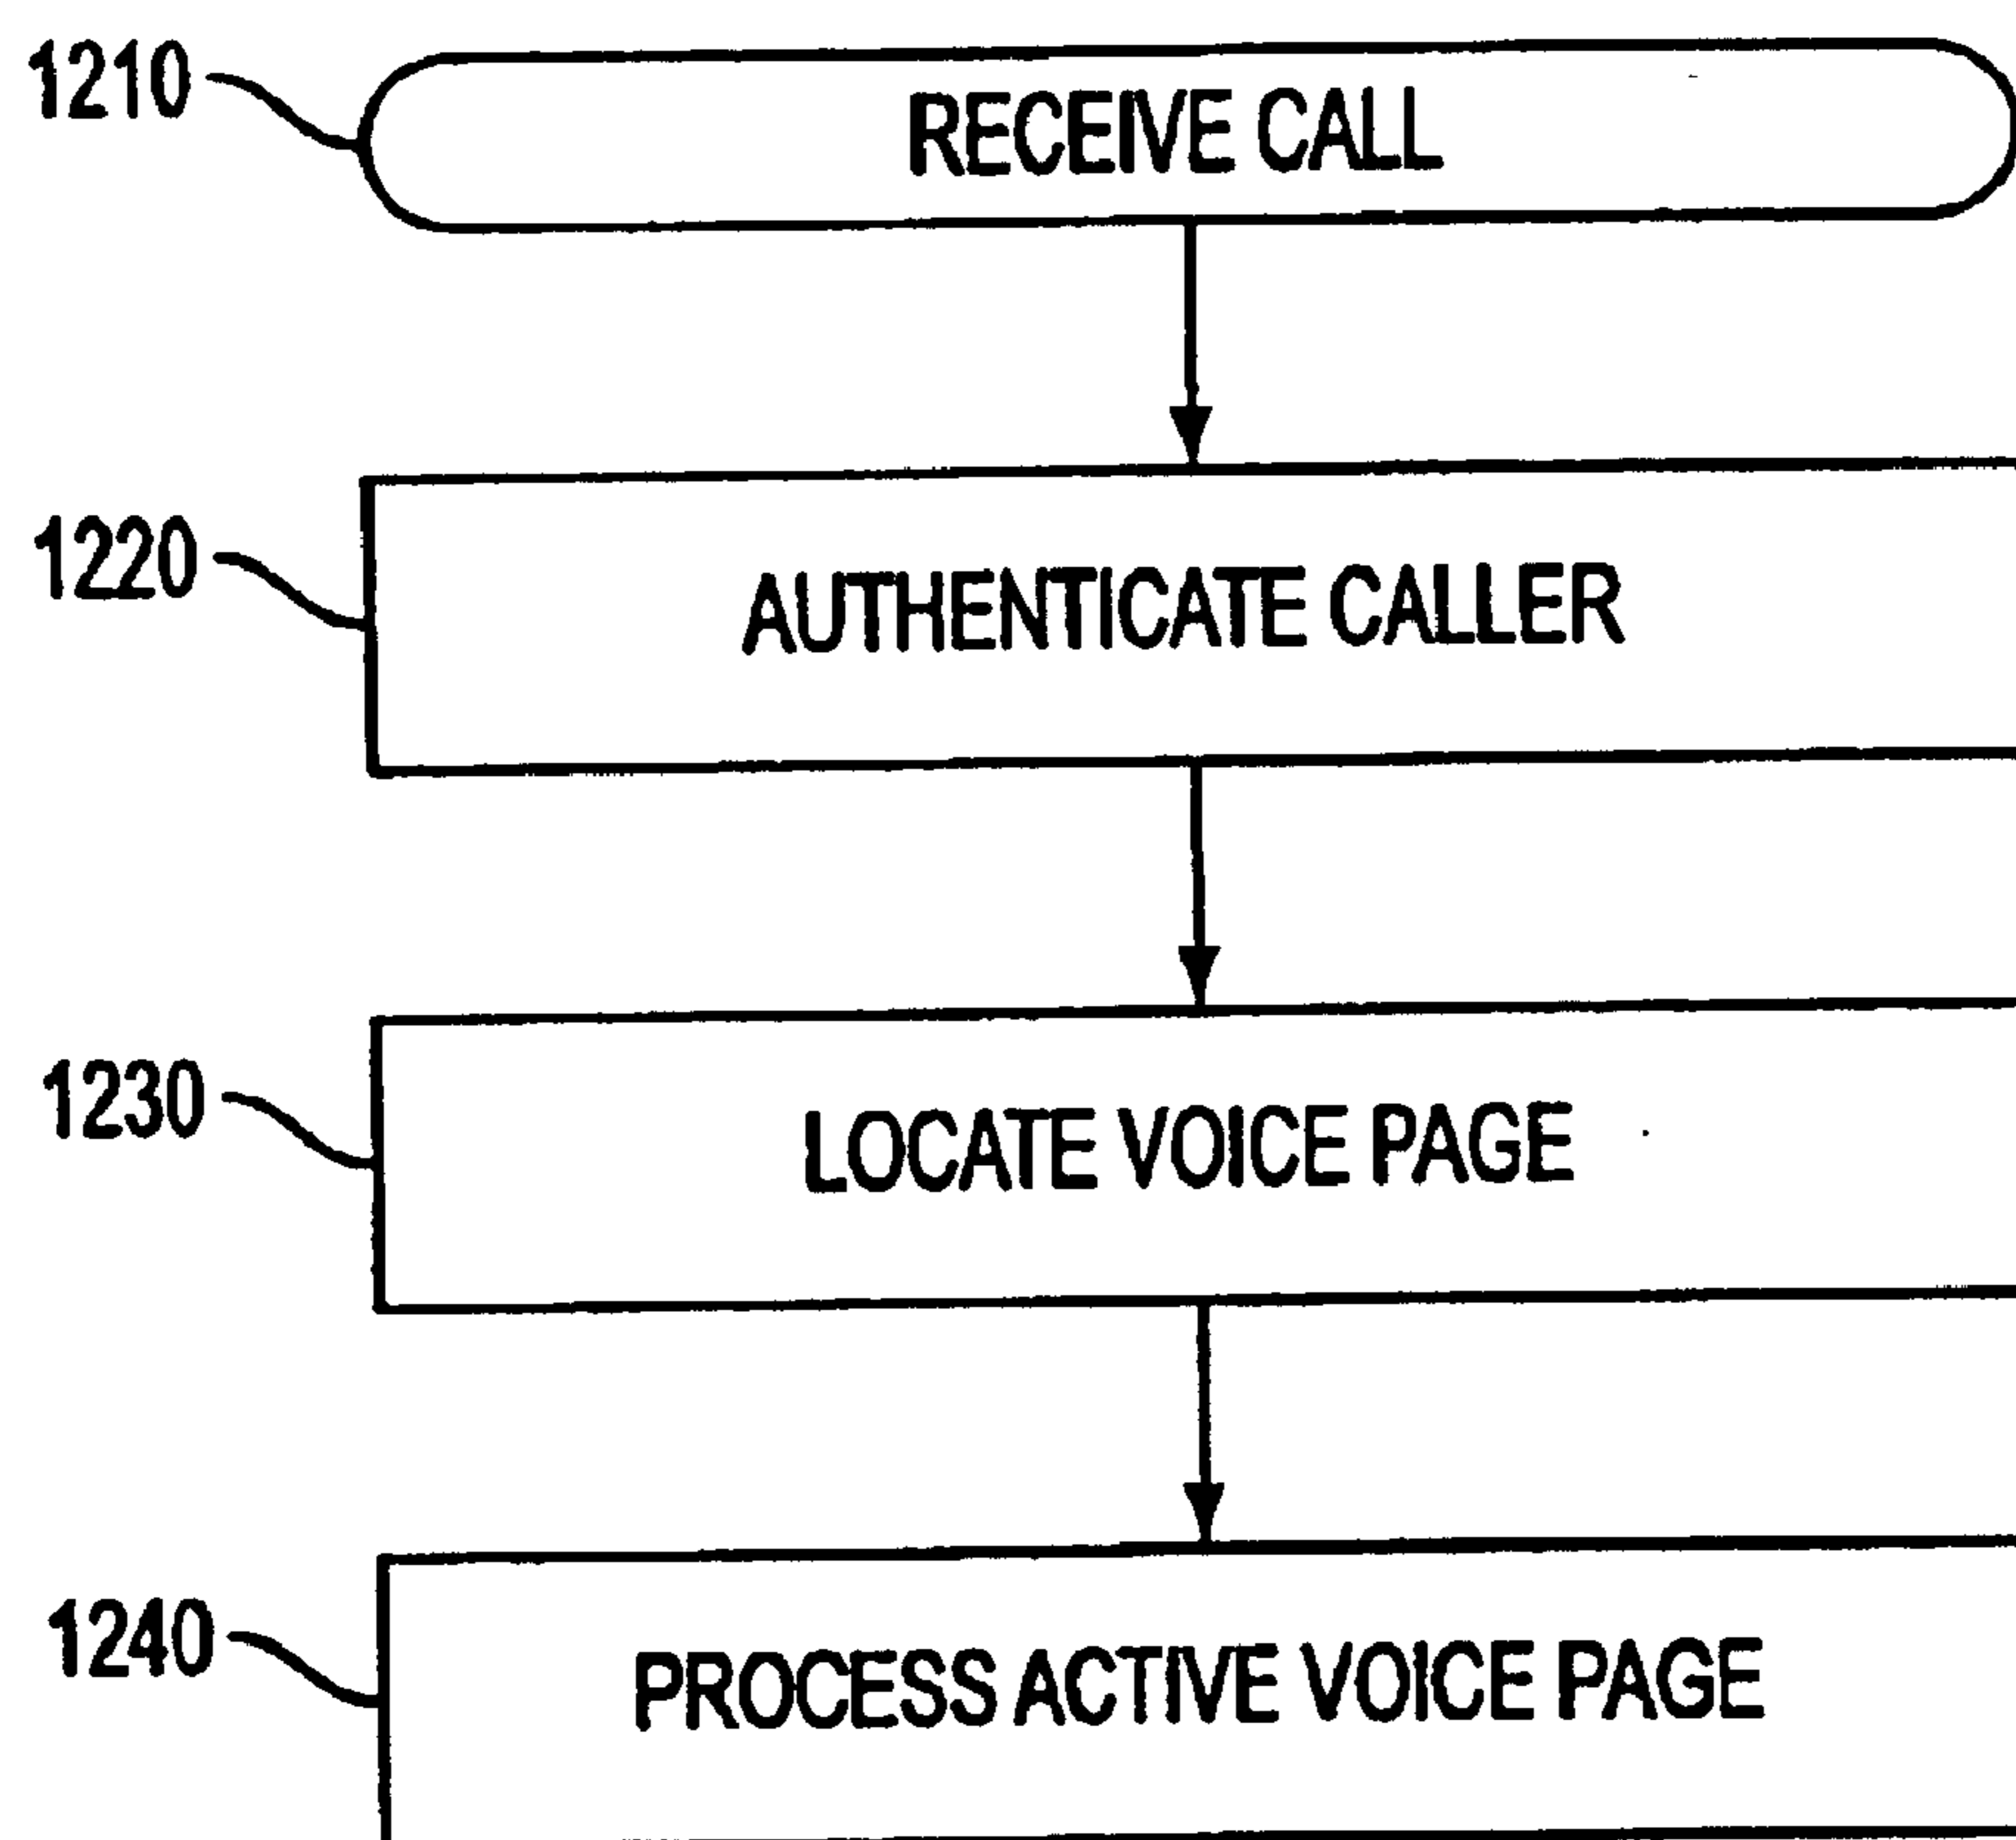 1210
RECEIVE CALL
1220
AUTHENTICATE CALLER
1230
LOCATE VOICE PAGE
1240
PROCESS ACTIVE VOICE PAGE